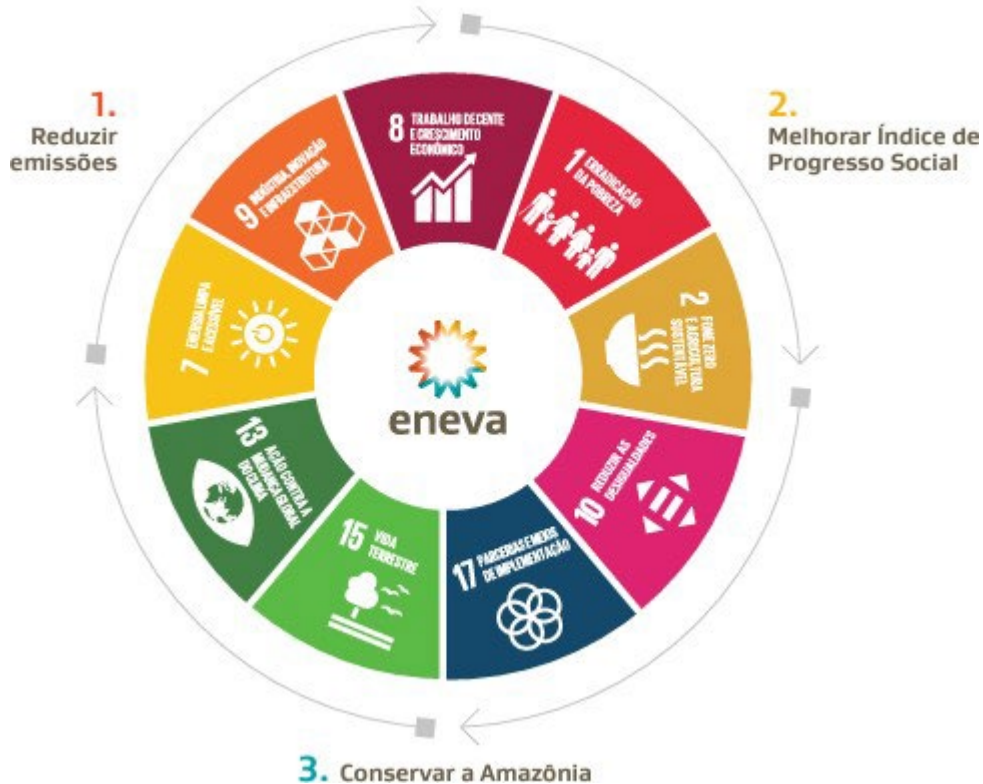 1.
Reduzir
emissões
2.
Melhorar Índice de
Progresso Social
8 TRABALHO DECENTE
E CRESCIMENTO
ECONÔMICO
1 ERRADICAÇÃO
DA POBREZA
2 FOME ZERO
E AGRICULTURA
SUSTENTÁVEL
10 REDUZIR AS
DESIGUALDADES
17 PARCERIAS E MEIOS
DE IMPLEMENTAÇÃO
15 VIDA
TERRESTRE
13 AÇÃO CONTRA A
MUDANÇA GLOBAL
DO CLIMA
7 ENERGIA LIMPA
E ACESSÍVEL
9 INDÚSTRIA, INOVAÇÃO
E INFRAESTRUTURA
eneva
3. Conservar a Amazônia